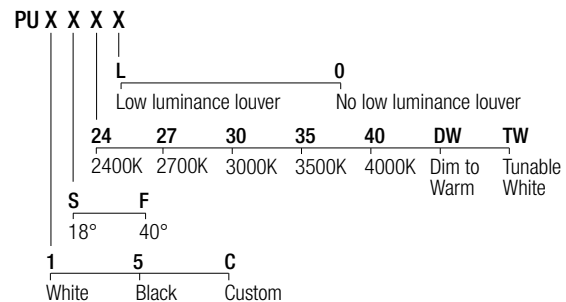 PU X X X X
L 0
Low luminance louver No low luminance louver
24 27 30 35 40 DW TW
2400K 2700K 3000K 3500K 4000K Dim to Warm Tunable White
S F
18° 40°
1 5 C
White Black Custom